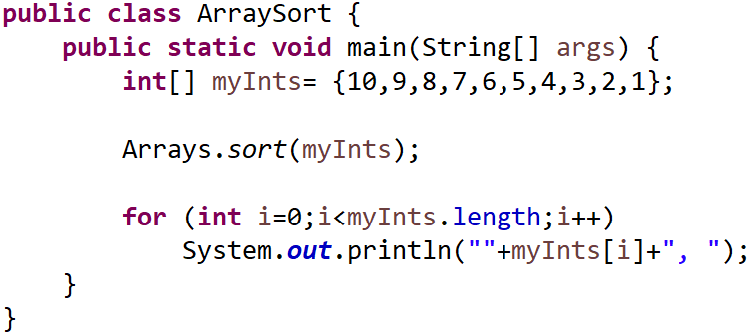 public class ArraySort {
    public static void main(String[] args) {
        int[] myInts= {10,9,8,7,6,5,4,3,2,1};
        Arrays.sort(myInts);
        for (int i=0;i<myInts.length;i++)
            System.out.println(""+myInts[i]+", ");
    }
}